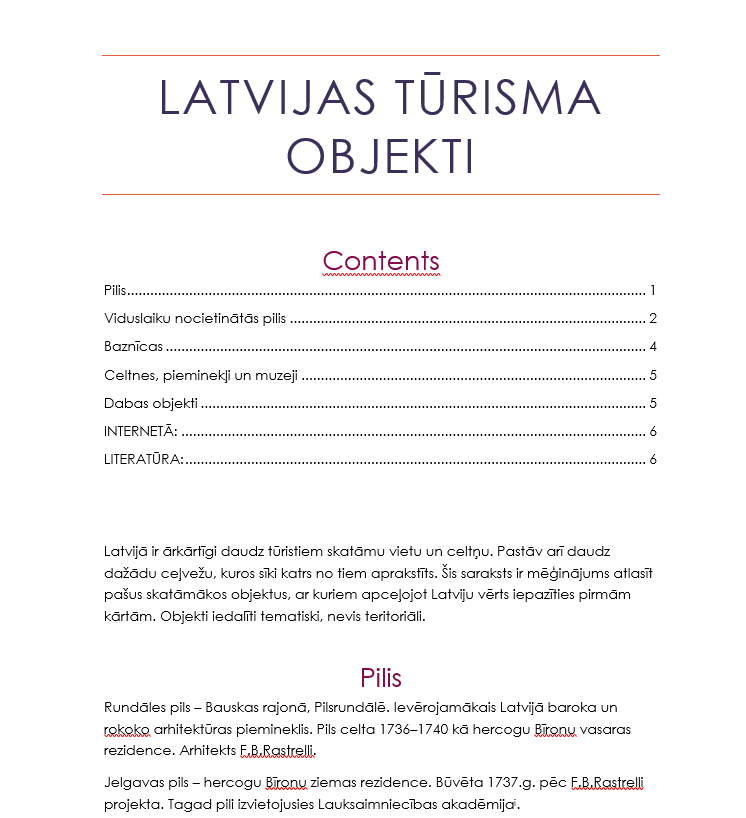 LATVIJAS TŪRISMA
OBJEKTI
Contents
Pilis........................................................................................................................................ 1
Viduslaiku nocietinātās pilis ................................................................................................ 2
Baznīcas ................................................................................................................................ 4
Celtnes, pieminekļi un muzeji .............................................................................................. 5
Dabas objekti ....................................................................................................................... 5
INTERNETĀ: ........................................................................................................................... 6
LITERATŪRA: .......................................................................................................................... 6
Latvijā ir ārkārtīgi daudz tūristiem skatāmu vietu un celtņu. Pastāv arī daudz
dažādu ceļvežu, kuros sīki katrs no tiem aprakstīts. Šis saraksts ir mēģinājums atlasīt
pašus skatāmākos objektus, ar kuriem apceļojot Latviju vērts iepazīties pirmām
kārtām. Objekti iedalīti tematiski, nevis teritoriāli.
Pilis
Rundāles pils – Bauskas rajonā, Pilsrundālē. Ievērojamākais Latvijā baroka un
rokoko arhitektūras piemineklis. Pils celta 1736–1740 kā hercogu Bīronu vasaras
rezidence. Arhitekts F.B.Rastrelli.
Jelgavas pils – hercogu Bīronu ziemas rezidence. Būvēta 1737.g. pēc F.B.Rastrelli
projekta. Tagad pilī izvietojusies Lauksaimniecības akadēmijaⁱ.